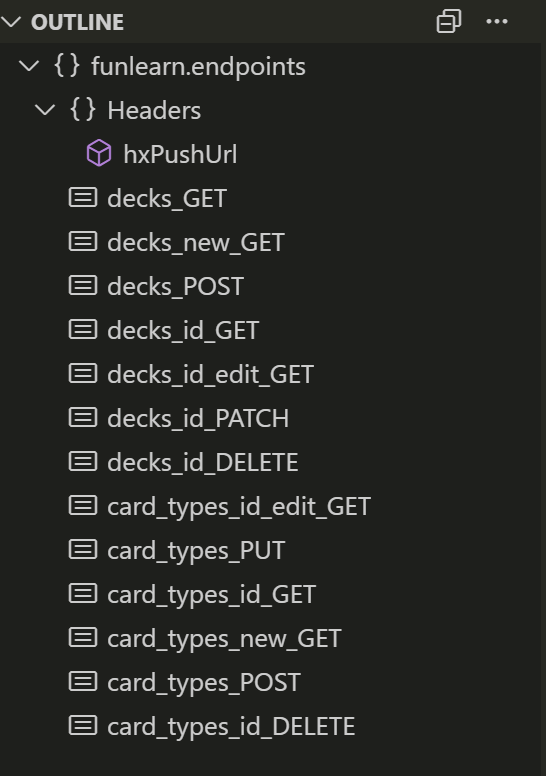 OUTLINE
{} funlearn.endpoints
{} Headers
hxPushUrl
decks_GET
decks_new_GET
decks_POST
decks_id_GET
decks_id_edit_GET
decks_id_PATCH
decks_id_DELETE
card_types_id_edit_GET
card_types_PUT
card_types_id_GET
card_types_new_GET
card_types_POST
card_types_id_DELETE